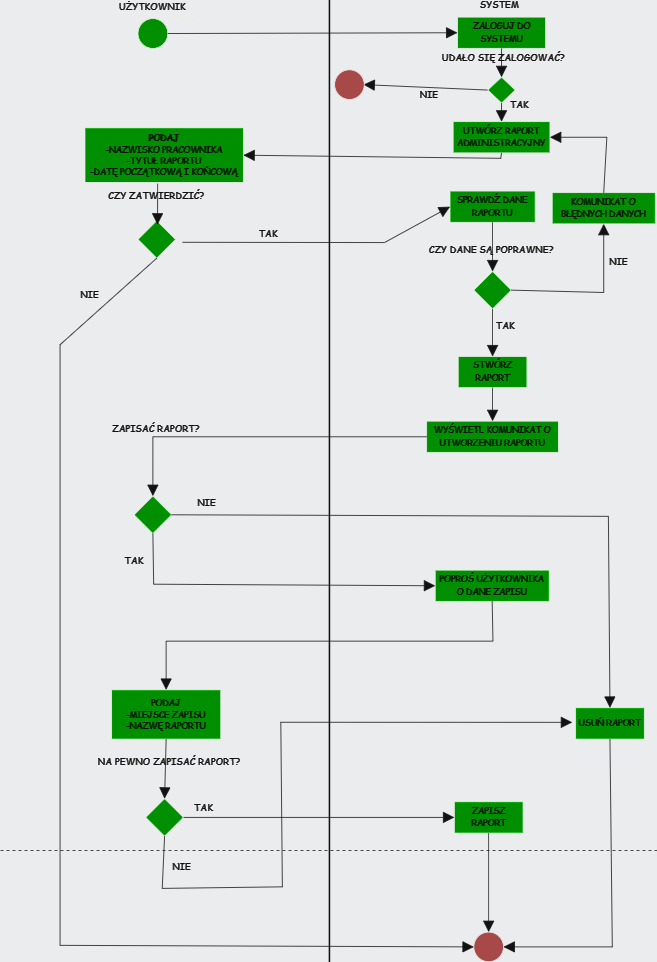 UŻYTKOWNIK
SYSTEM
ZALOGUJ DO
SYSTEMU
UDAŁO SIĘ ZALOGOWAĆ?
NIE
TAK
UTWÓRZ RAPORT
ADMINISTRACYJNY
PODAJ
-NAZWISKO PRACOWNIKA
-TYTUŁ RAPORTU
-DATĘ POCZĄTKOWĄ I KOŃCOWĄ
CZY ZATWIERDZIĆ?
TAK
NIE
SPRAWDŹ DANE
RAPORTU
KOMUNIKAT O
BŁĘDNYCH DANYCH
CZY DANE SĄ POPRAWNE?
NIE
TAK
STWÓRZ
RAPORT
WYŚWIETL KOMUNIKAT O
UTWORZENIU RAPORTU
ZAPISAĆ RAPORT?
NIE
TAK
POPROŚ UŻYTKOWNIKA
O DANE ZAPISU
PODAJ
-MIEJSCE ZAPISU
-NAZWĘ RAPORTU
USUŃ RAPORT
NA PEWNO ZAPISAĆ RAPORT?
TAK
NIE
ZAPISZ
RAPORT